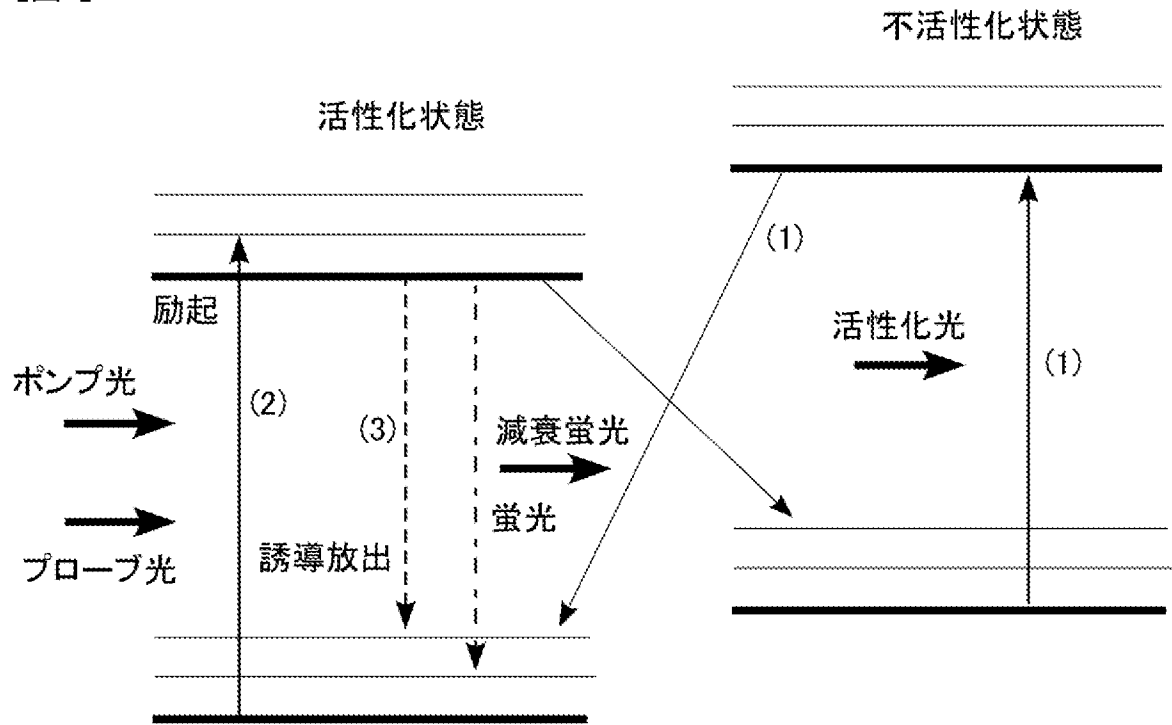 不活性化状態
活性化状態
(1)
励起
活性化光
ポンプ光
(2)
(3)
減衰蛍光
(1)
蛍光
誘導放出
プローブ光